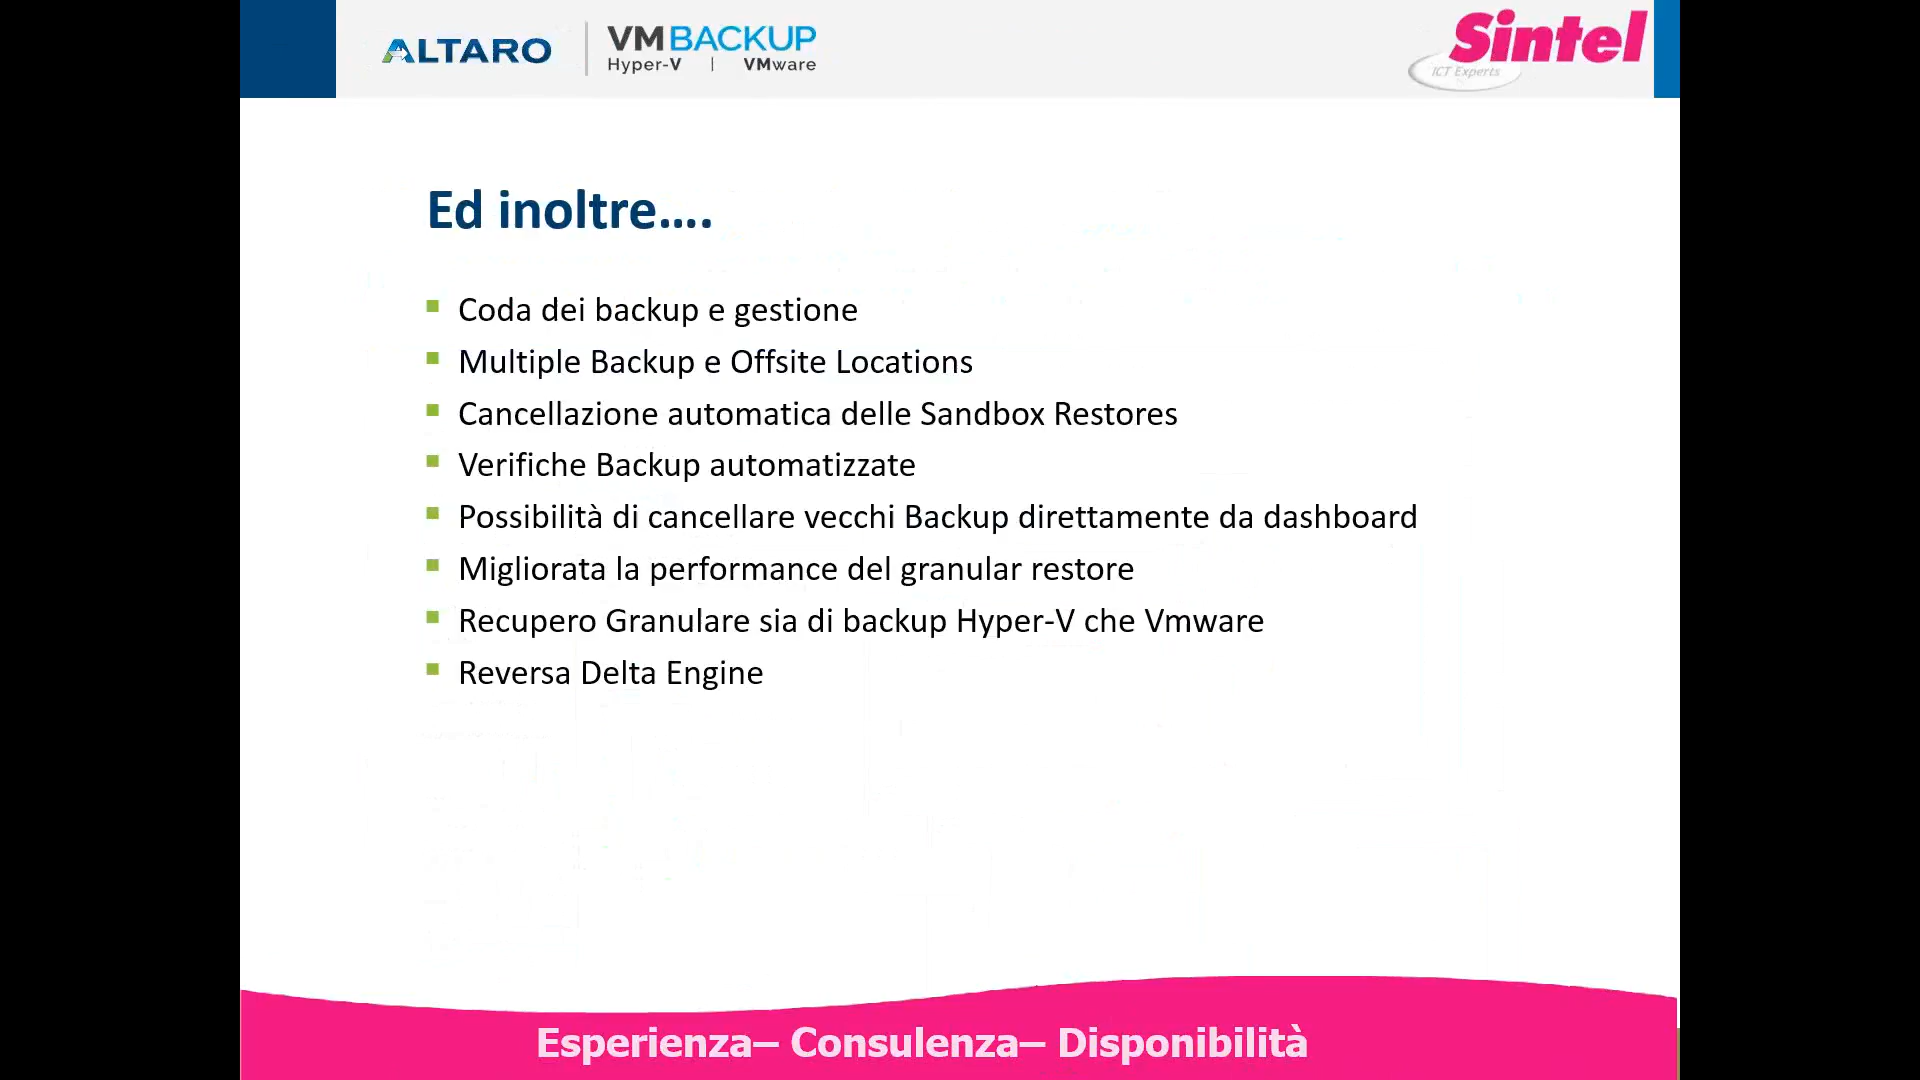 ALTARO
VM BACKUP
Hyper-V | VMware
Sintel
ICT Experts
Ed inoltre....
Coda dei backup e gestione
Multiple Backup e Offsite Locations
Cancellazione automatica delle Sandbox Restores
Verifiche Backup automatizzate
Possibilità di cancellare vecchi Backup direttamente da dashboard
Migliorata la performance del granular restore
Recupero Granulare sia di backup Hyper-V che Vmware
Reversa Delta Engine
Esperienza– Consulenza– Disponibilità